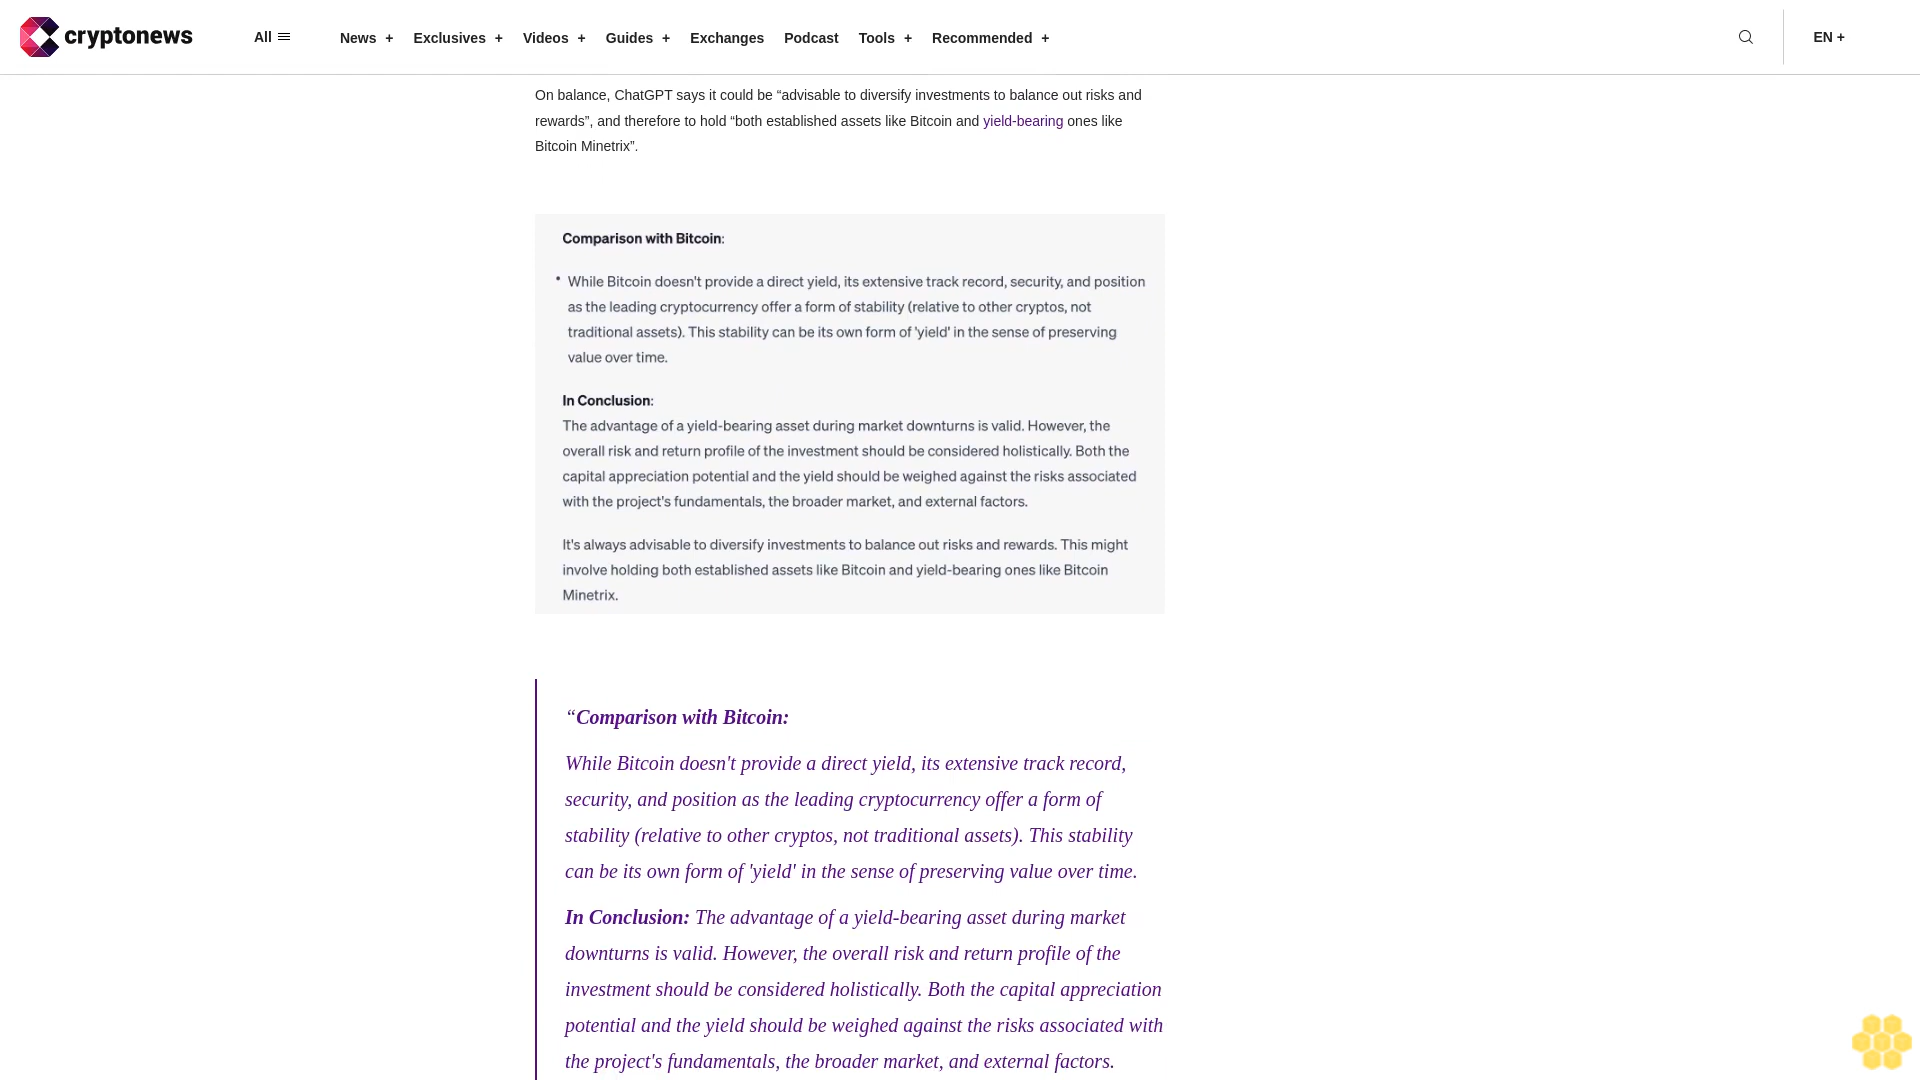 cryptonews
All
News +
Exclusives +
Videos +
Guides +
Exchanges
Podcast
Tools +
Recommended +
EN +
On balance, ChatGPT says it could be “advisable to diversify investments to balance out risks and
rewards”, and therefore to hold “both established assets like Bitcoin and yield-bearing ones like
Bitcoin Minetrix”.
Comparison with Bitcoin:
• While Bitcoin doesn't provide a direct yield, its extensive track record, security, and position
as the leading cryptocurrency offer a form of stability (relative to other cryptos, not
traditional assets). This stability can be its own form of 'yield' in the sense of preserving
value over time.
In Conclusion:
The advantage of a yield-bearing asset during market downturns is valid. However, the
overall risk and return profile of the investment should be considered holistically. Both the
capital appreciation potential and the yield should be weighed against the risks associated
with the project's fundamentals, the broader market, and external factors.
It's always advisable to diversify investments to balance out risks and rewards. This might
involve holding both established assets like Bitcoin and yield-bearing ones like Bitcoin
Minetrix.
“Comparison with Bitcoin:
While Bitcoin doesn't provide a direct yield, its extensive track record,
security, and position as the leading cryptocurrency offer a form of
stability (relative to other cryptos, not traditional assets). This stability
can be its own form of 'yield' in the sense of preserving value over time.
In Conclusion: The advantage of a yield-bearing asset during market
downturns is valid. However, the overall risk and return profile of the
investment should be considered holistically. Both the capital appreciation
potential and the yield should be weighed against the risks associated with
the project's fundamentals, the broader market, and external factors.